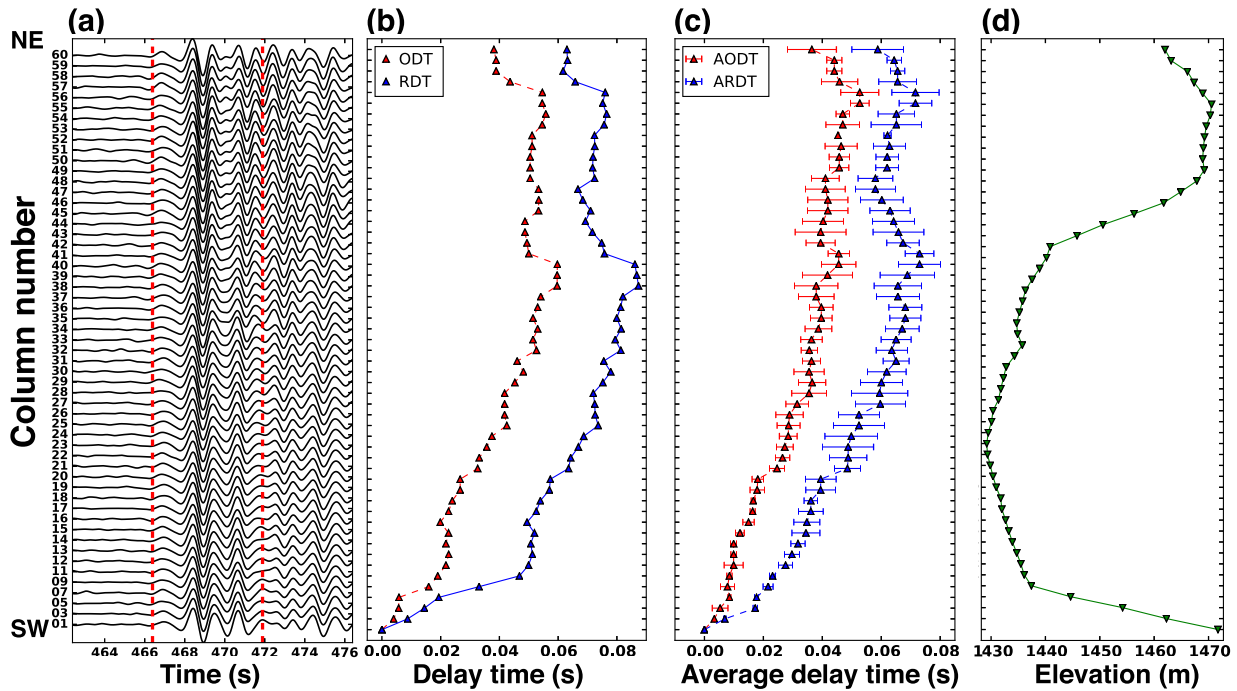 (a)
(b)
(c)
(d)
NE
SW
Column number
60
59
58
57
56
55
54
53
52
51
50
49
48
47
46
45
44
43
42
41
40
39
38
37
36
35
34
33
32
31
30
29
28
27
26
25
24
23
22
21
20
19
18
17
16
15
14
13
12
11
09
07
05
03
01
464 466 468 470 472 474 476
Time (s)
ODT
RDT
0.00 0.02 0.04 0.06 0.08
Delay time (s)
AODT
ARDT
0.00 0.02 0.04 0.06 0.08
Average delay time (s)
1430 1440 1450 1460 1470
Elevation (m)